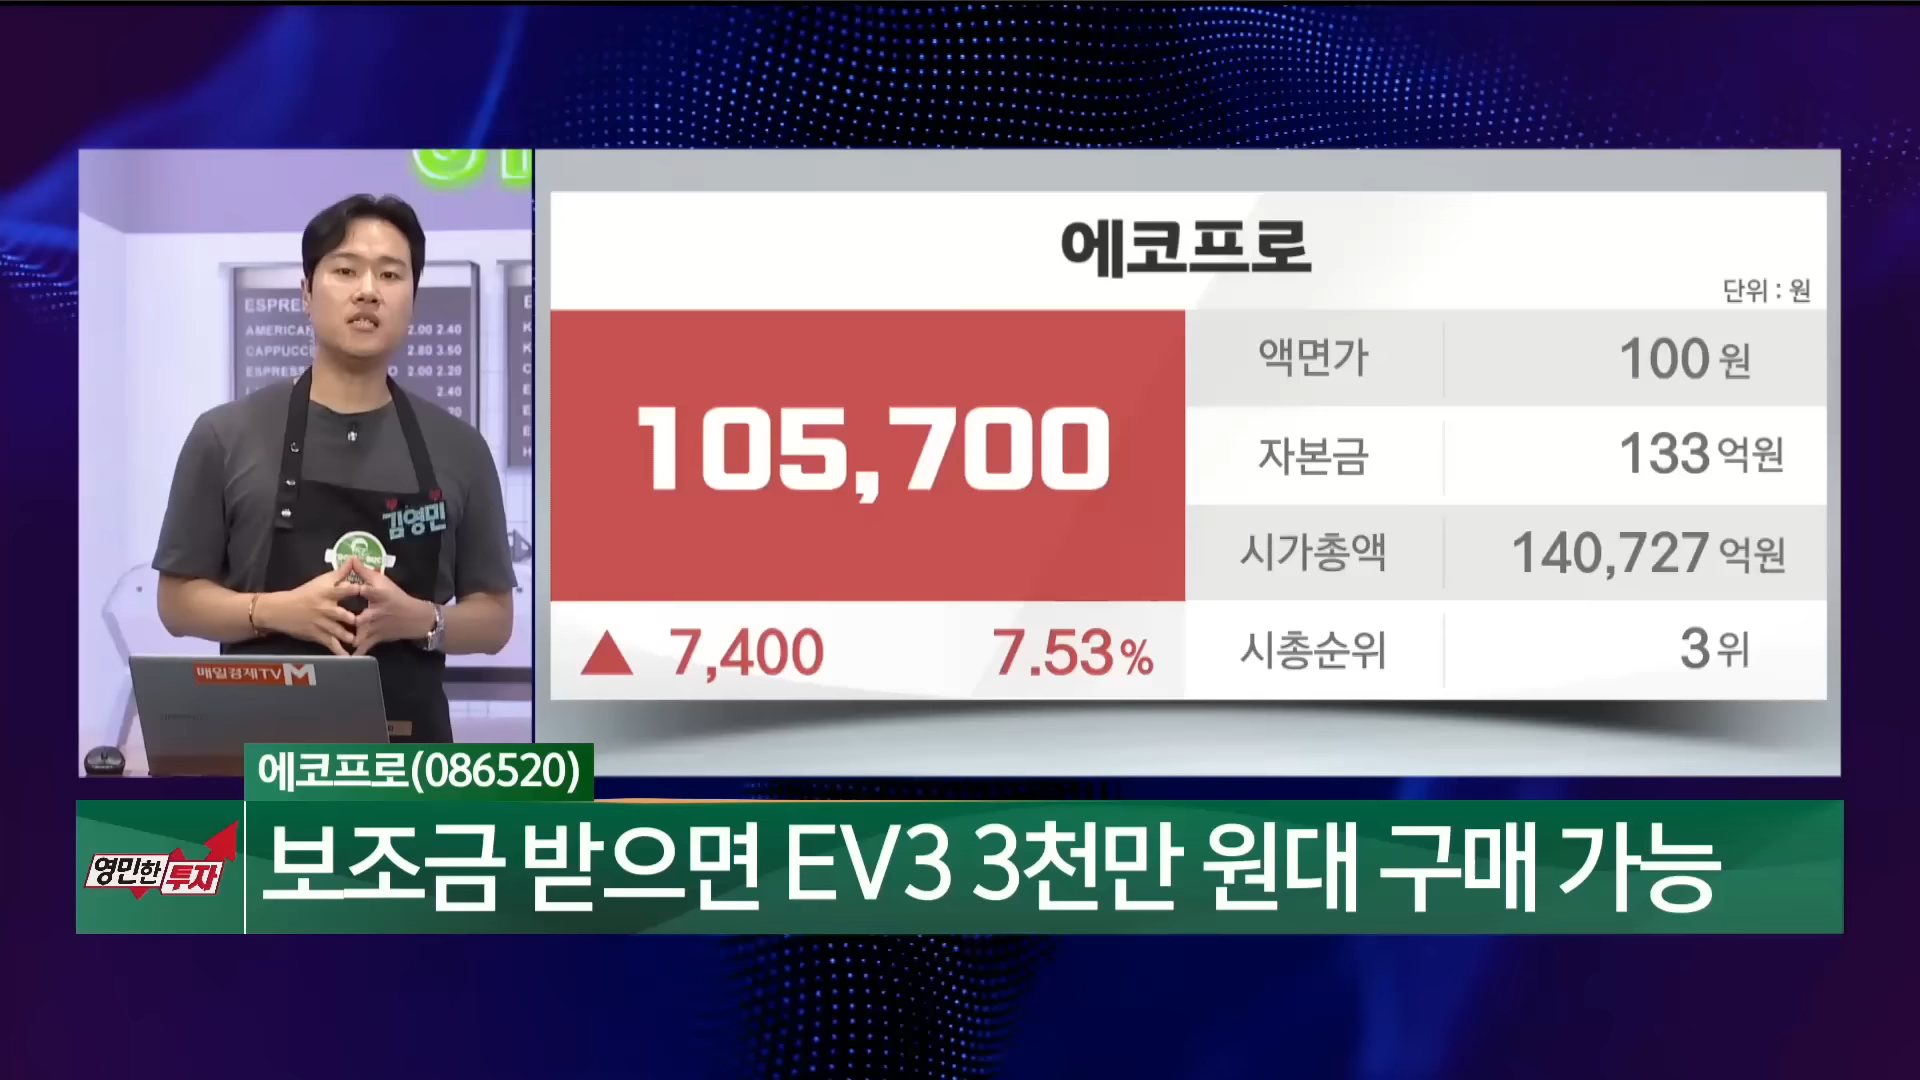 ESPRE
AMERICAN 2.00 2.40
CAPPUCC 2.80 3.50
ESPRESS O 2.00 2.20
2.40
김영민
매일경제TV M
에코프로
단위 : 원
105,700
▲ 7,400 7.53%
액면가 100 원
자본금 133 억원
시가총액 140,727 억원
시총순위 3 위
에코프로(086520)
영민한 투자
보조금 받으면 EV3 3천만 원대 구매 가능